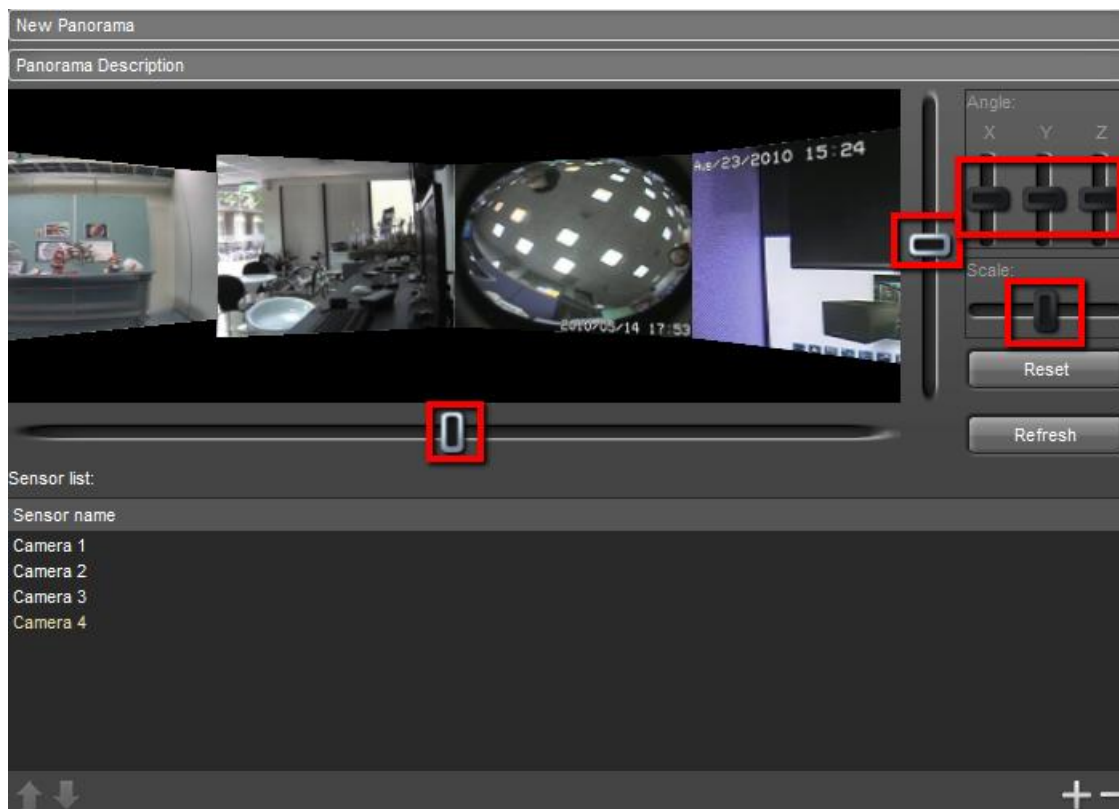 New Panorama
Panorama Description
Angle:
X Y Z
Aug/23/2010 15:24
2010/05/14 17:53
Scale:
Reset
Refresh
Sensor list:
Sensor name
Camera 1
Camera 2
Camera 3
Camera 4